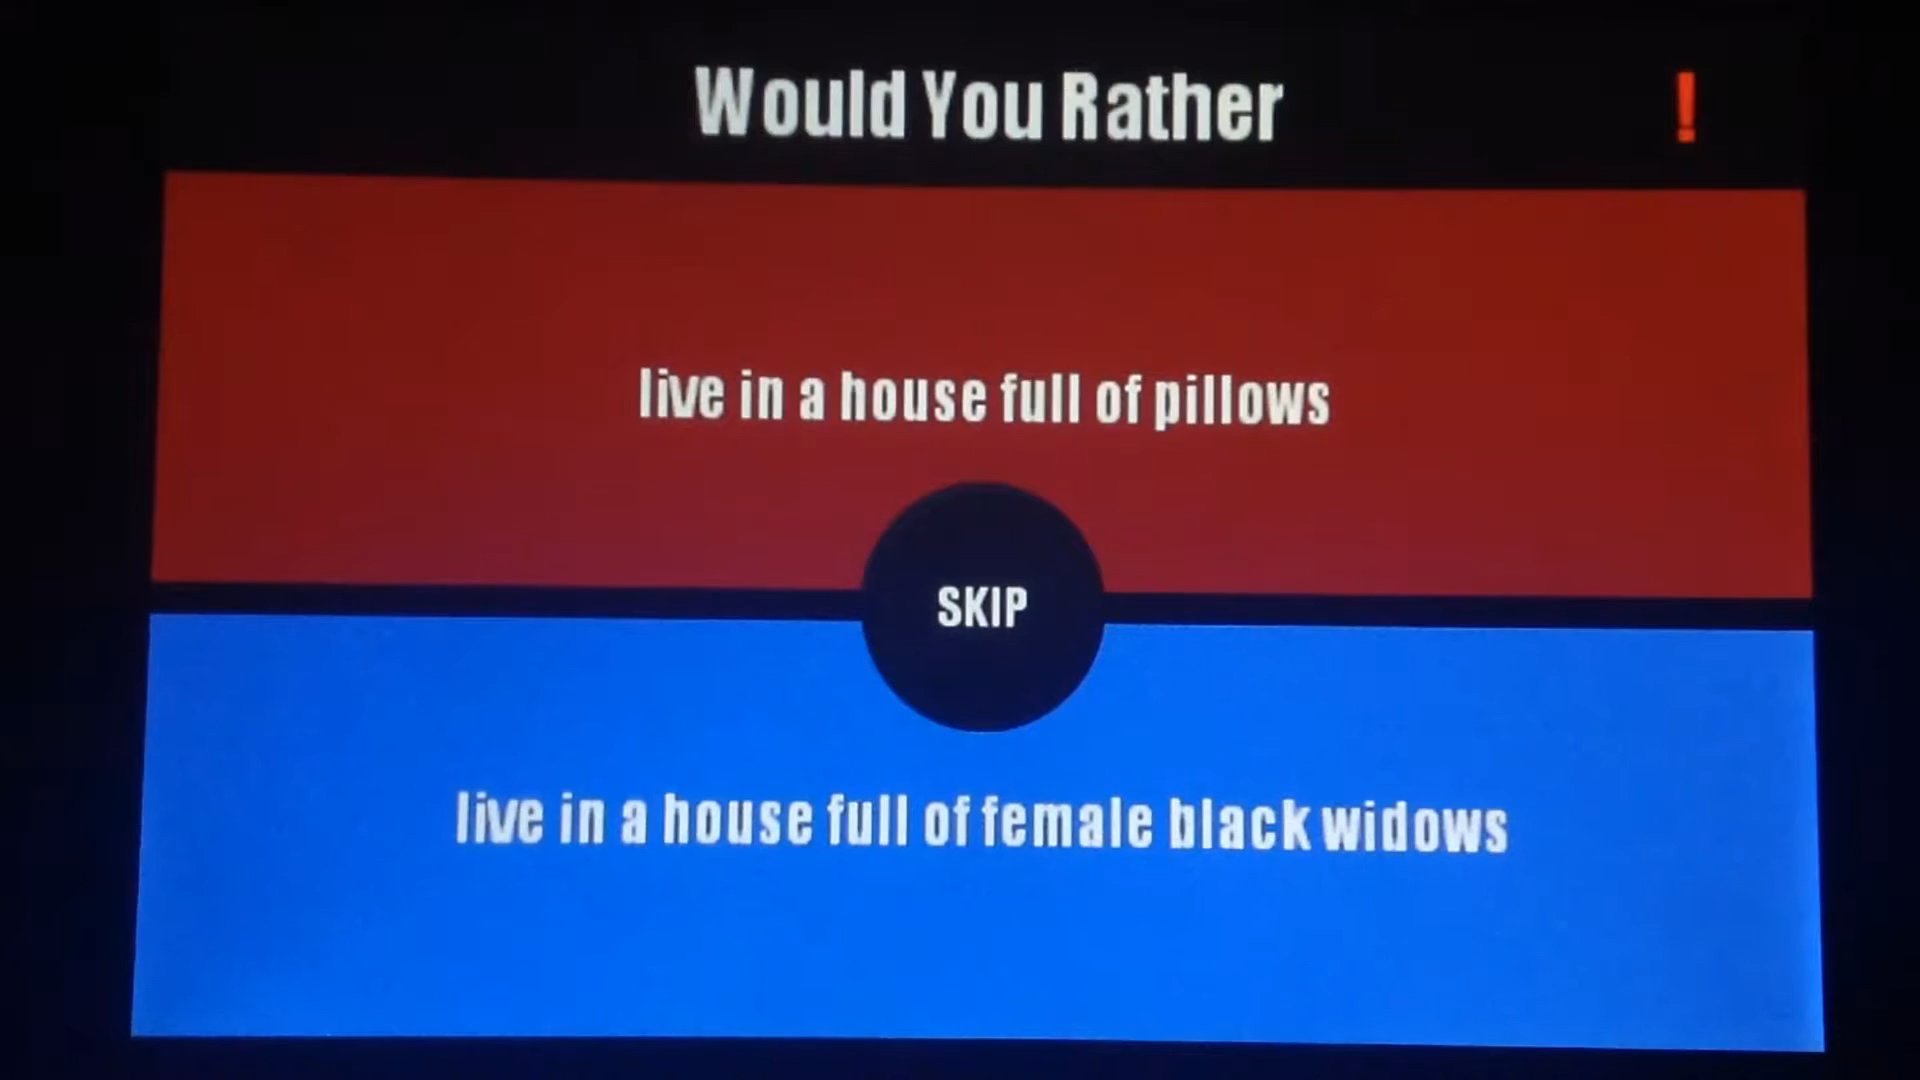 Would You Rather
!
live in a house full of pillows
SKIP
live in a house full of female black widows